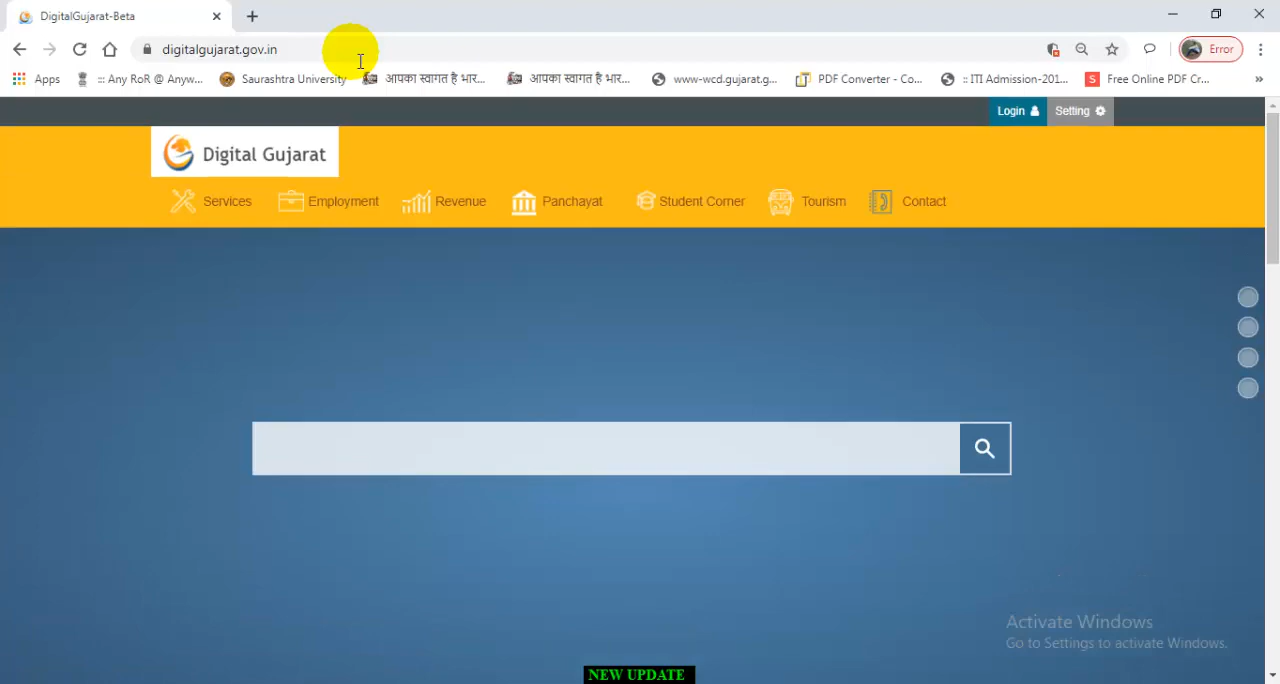 DigitalGujarat-Beta
digitalgujarat.gov.in
Error
Apps
::: Any RoR @ Anyw...
Saurashtra University
आपका स्वागत है भार...
आपका स्वागत है भार...
www-wcd.gujarat.g...
PDF Converter - Co...
:: ITI Admission-201...
S
Free Online PDF Cr...
»
Login
Setting
Digital Gujarat
Services
Employment
Revenue
Panchayat
Student Corner
Tourism
Contact
Activate Windows
Go to Settings to activate Windows.
NEW UPDATE